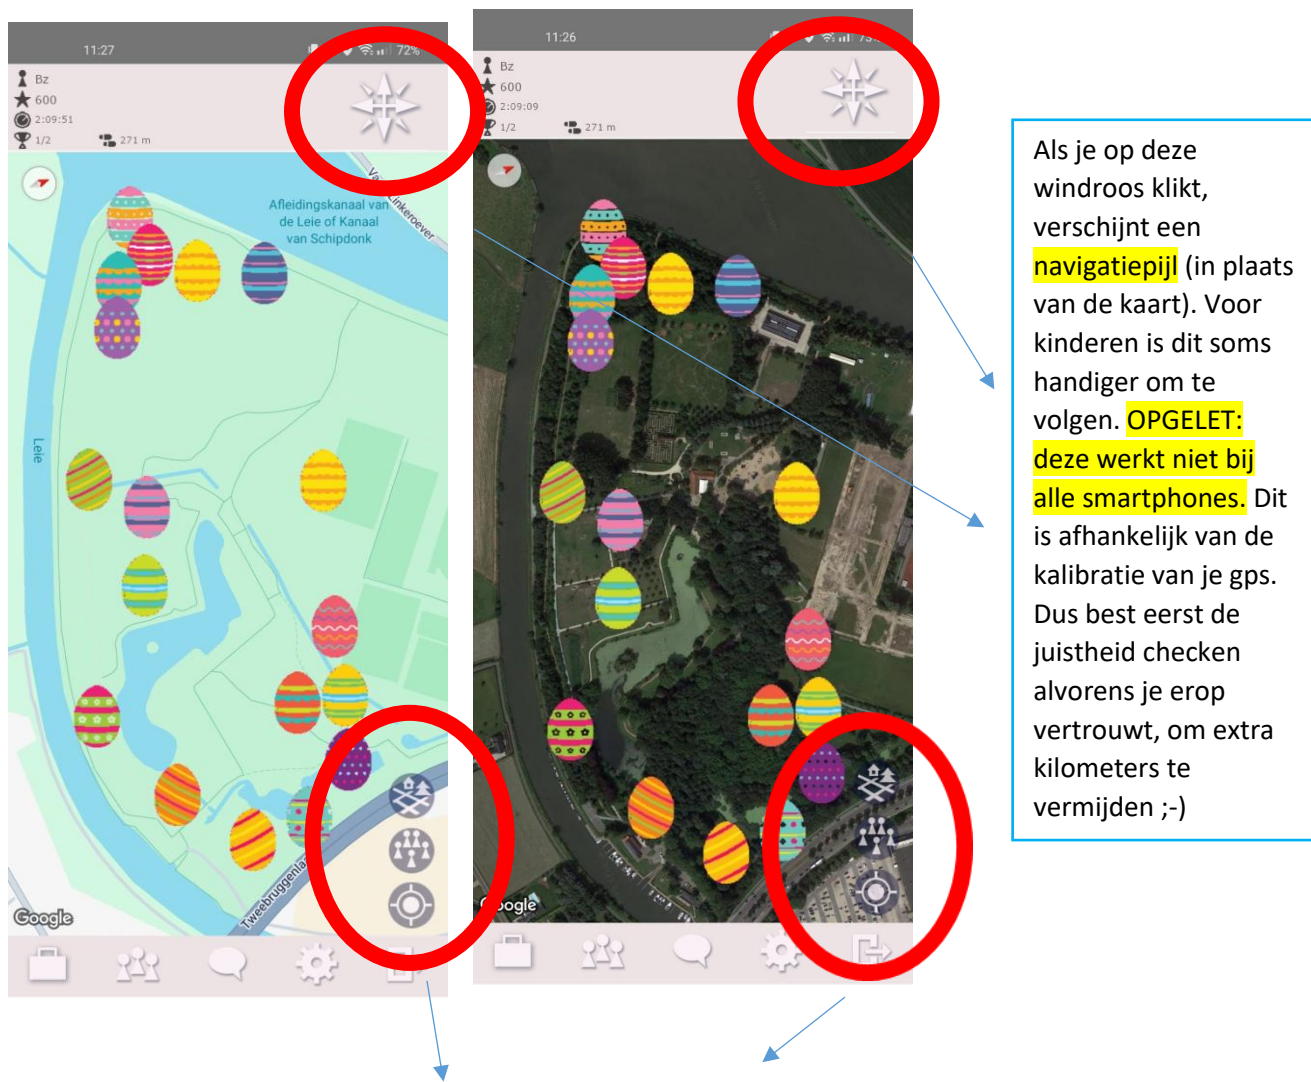 11:27
72%
Bz
600
2:09:51
1/2
271 m
Afleidingskanaal van
de Leie of Kanaal
van Schipdonk
Linkeroever
Leie
Google
11:26
Bz
600
2:09:09
1/2
271 m
Als je op deze
windroos klikt,
verschijnt een
navigatiepijl (in plaats
van de kaart). Voor
kinderen is dit soms
handiger om te
volgen. OPGELET:
deze werkt niet bij
alle smartphones. Dit
is afhankelijk van de
kalibratie van je gps.
Dus best eerst de
juistheid checken
alvorens je erop
vertrouwt, om extra
kilometers te
vermijden ;-)